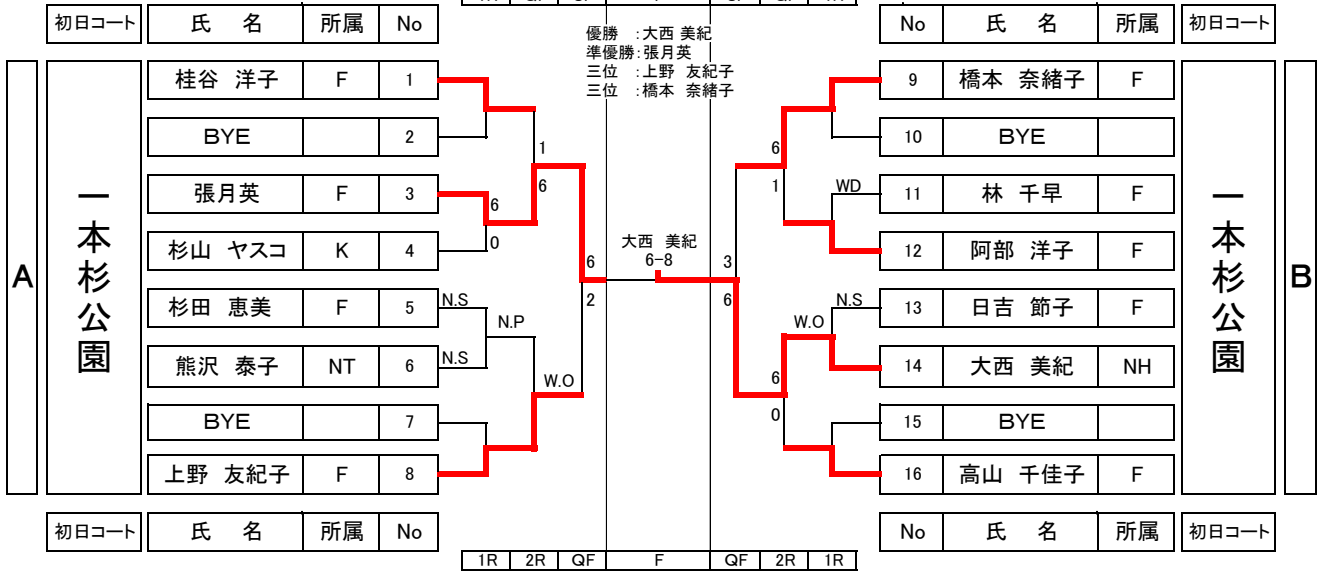 初日コート 氏 名 所属 No
No 氏 名 所属 初日コート
優勝 :大西 美紀
準優勝:張月英
三位 :上野 友紀子
三位 :橋本 奈緒子
A
一本杉公園
桂谷 洋子 F 1
BYE 2
張月英 F 3
杉山 ヤスコ K 4
杉田 恵美 F 5
熊沢 泰子 NT 6
BYE 7
上野 友紀子 F 8
1
6
6
0
N.S
N.S
N.P
W.O
6
2
大西 美紀
6-8
3
6
6
1
WD
N.S
W.O
6
0
9 橋本 奈緒子 F
10 BYE
11 林 千早 F
12 阿部 洋子 F
13 日吉 節子 F
14 大西 美紀 NH
15 BYE
16 高山 千佳子 F
一本杉公園
B
初日コート 氏 名 所属 No
No 氏 名 所属 初日コート
1R 2R QF F QF 2R 1R